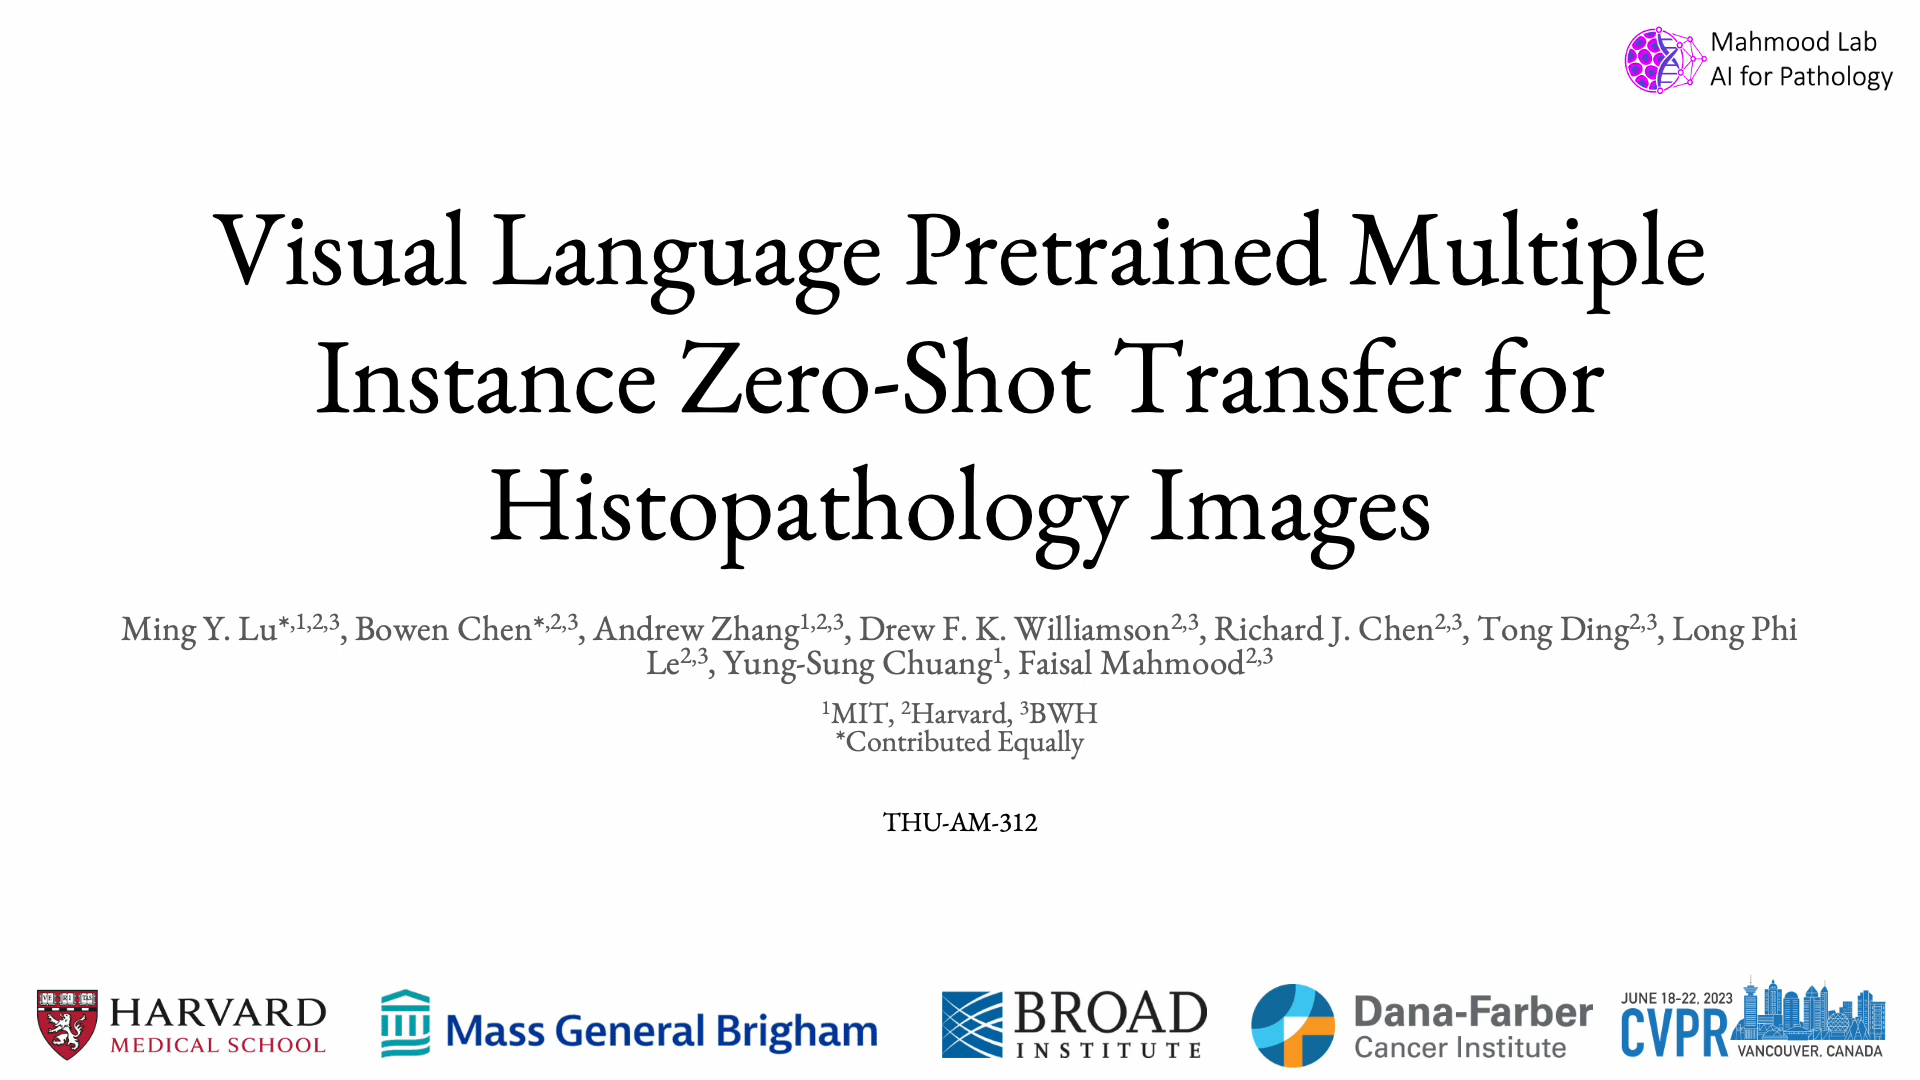 Mahmood Lab
AI for Pathology
Visual Language Pretrained Multiple
Instance Zero-Shot Transfer for
Histopathology Images
Ming Y. Lu*,1,2,3, Bowen Chen*,2,3, Andrew Zhang1,2,3, Drew F. K. Williamson2,3, Richard J. Chen2,3, Tong Ding2,3, Long Phi
Le2,3, Yung-Sung Chuang1, Faisal Mahmood2,3
1MIT, 2Harvard, 3BWH
*Contributed Equally
THU-AM-312
VE RI TAS
HARVARD
MEDICAL SCHOOL
Mass General Brigham
BROAD
INSTITUTE
Dana-Farber
Cancer Institute
JUNE 18-22, 2023
CVPR
VANCOUVER, CANADA